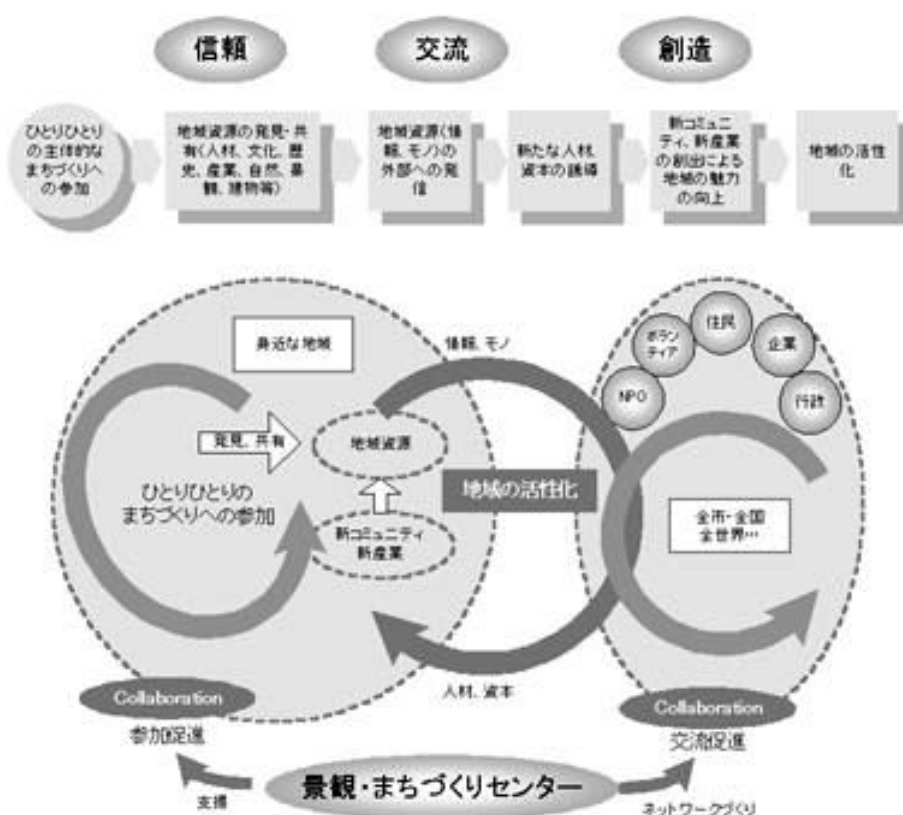 信頼
交流
創造
ひとりひとり
の主体的な
まちづくりへ
の参加
地域資源の発見・共
有(人材、文化、歴
史、産業、自然、景
観、建物等)
地域資源(情
報、モノ)の
外部への発
信
新たな人材、
資本の誘導
新コミュニ
ティ、新産業
の創出による
地域の魅力
の向上
地域の活性
化
身近な地域
情報、モノ
発見、共有
地域資源
ひとりひとりの
まちづくりへの参加
新コミュニティ
新産業
地域の活性化
人材、資本
NPO
ボラン
ティア
住民
企業
行政
全市・全国
全世界…
Collaboration
参加促進
Collaboration
交流促進
支援
景観・まちづくりセンター
ネットワークづくり